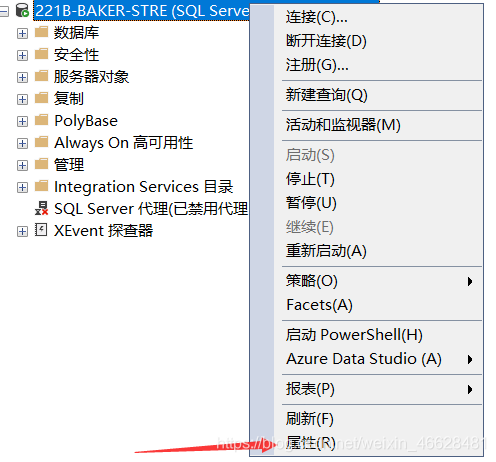 221B-BAKER-STRE (SQL Serve
数据库
安全性
服务器对象
复制
PolyBase
Always On 高可用性
管理
Integration Services 目录
SQL Server 代理(已禁用代理
XEvent 探查器
连接(C)...
断开连接(D)
注册(G)...
新建查询(Q)
活动和监视器(M)
启动(S)
停止(T)
暂停(U)
继续(E)
重新启动(A)
策略(O)
Facets(A)
启动 PowerShell(H)
Azure Data Studio (A)
报表(P)
刷新(F)
属性(R)